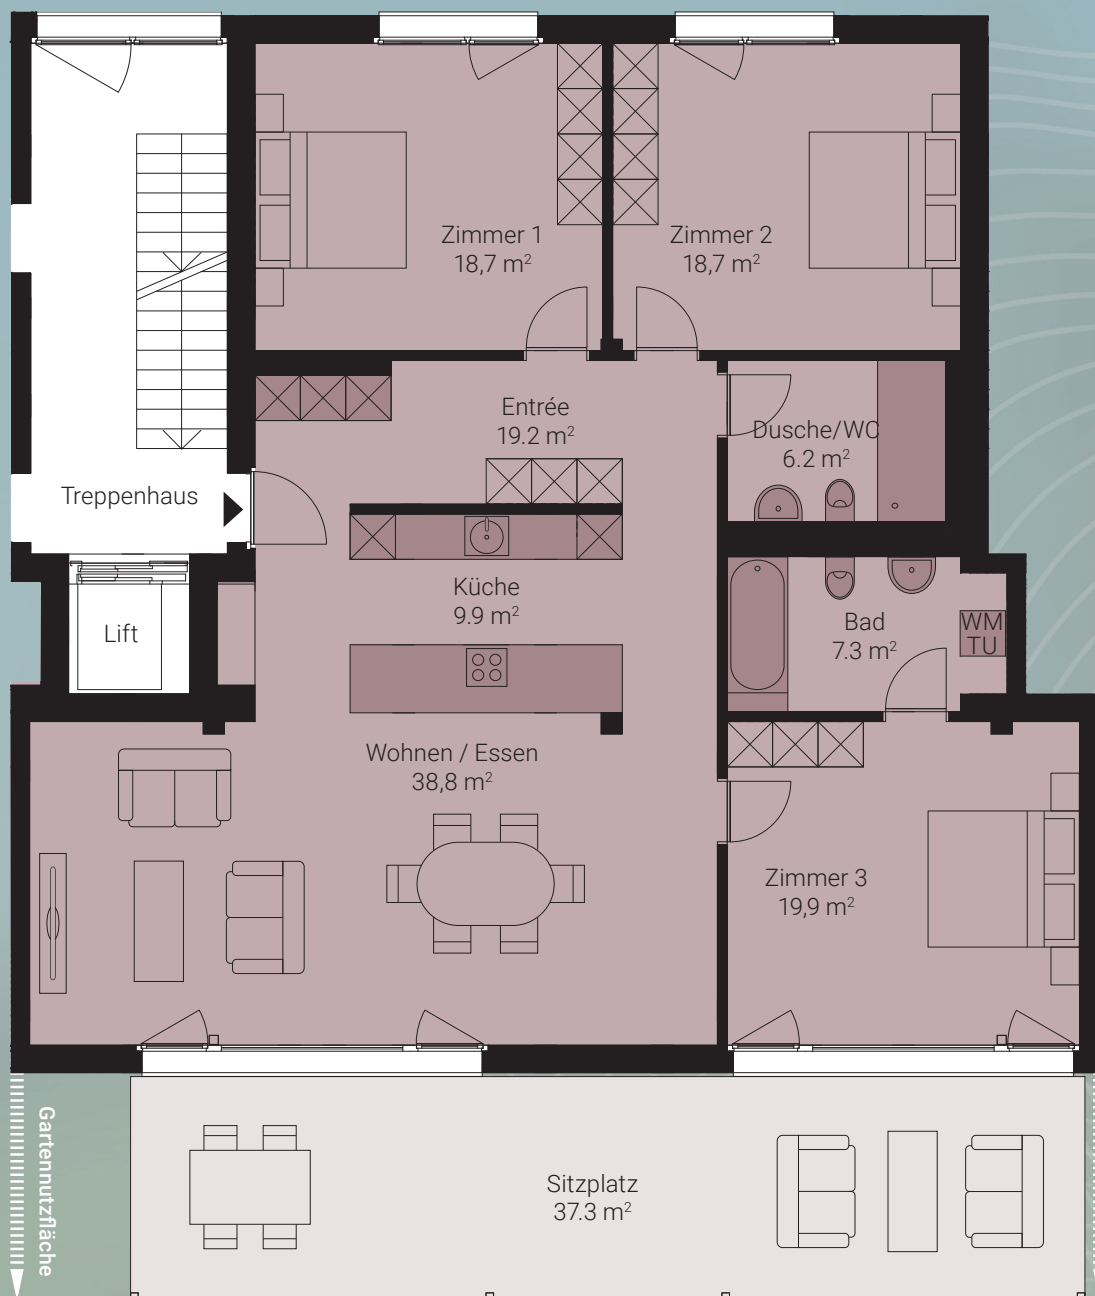 Zimmer 1
18,7 m²
Zimmer 2
18,7 m²
Entrée
19.2 m²
Dusche/WC
6.2 m²
Treppenhaus
Küche
9.9 m²
Lift
Bad
7.3 m²
WM
TU
Wohnen / Essen
38,8 m²
Zimmer 3
19,9 m²
Gartennutzfläche
Sitzplatz
37.3 m²